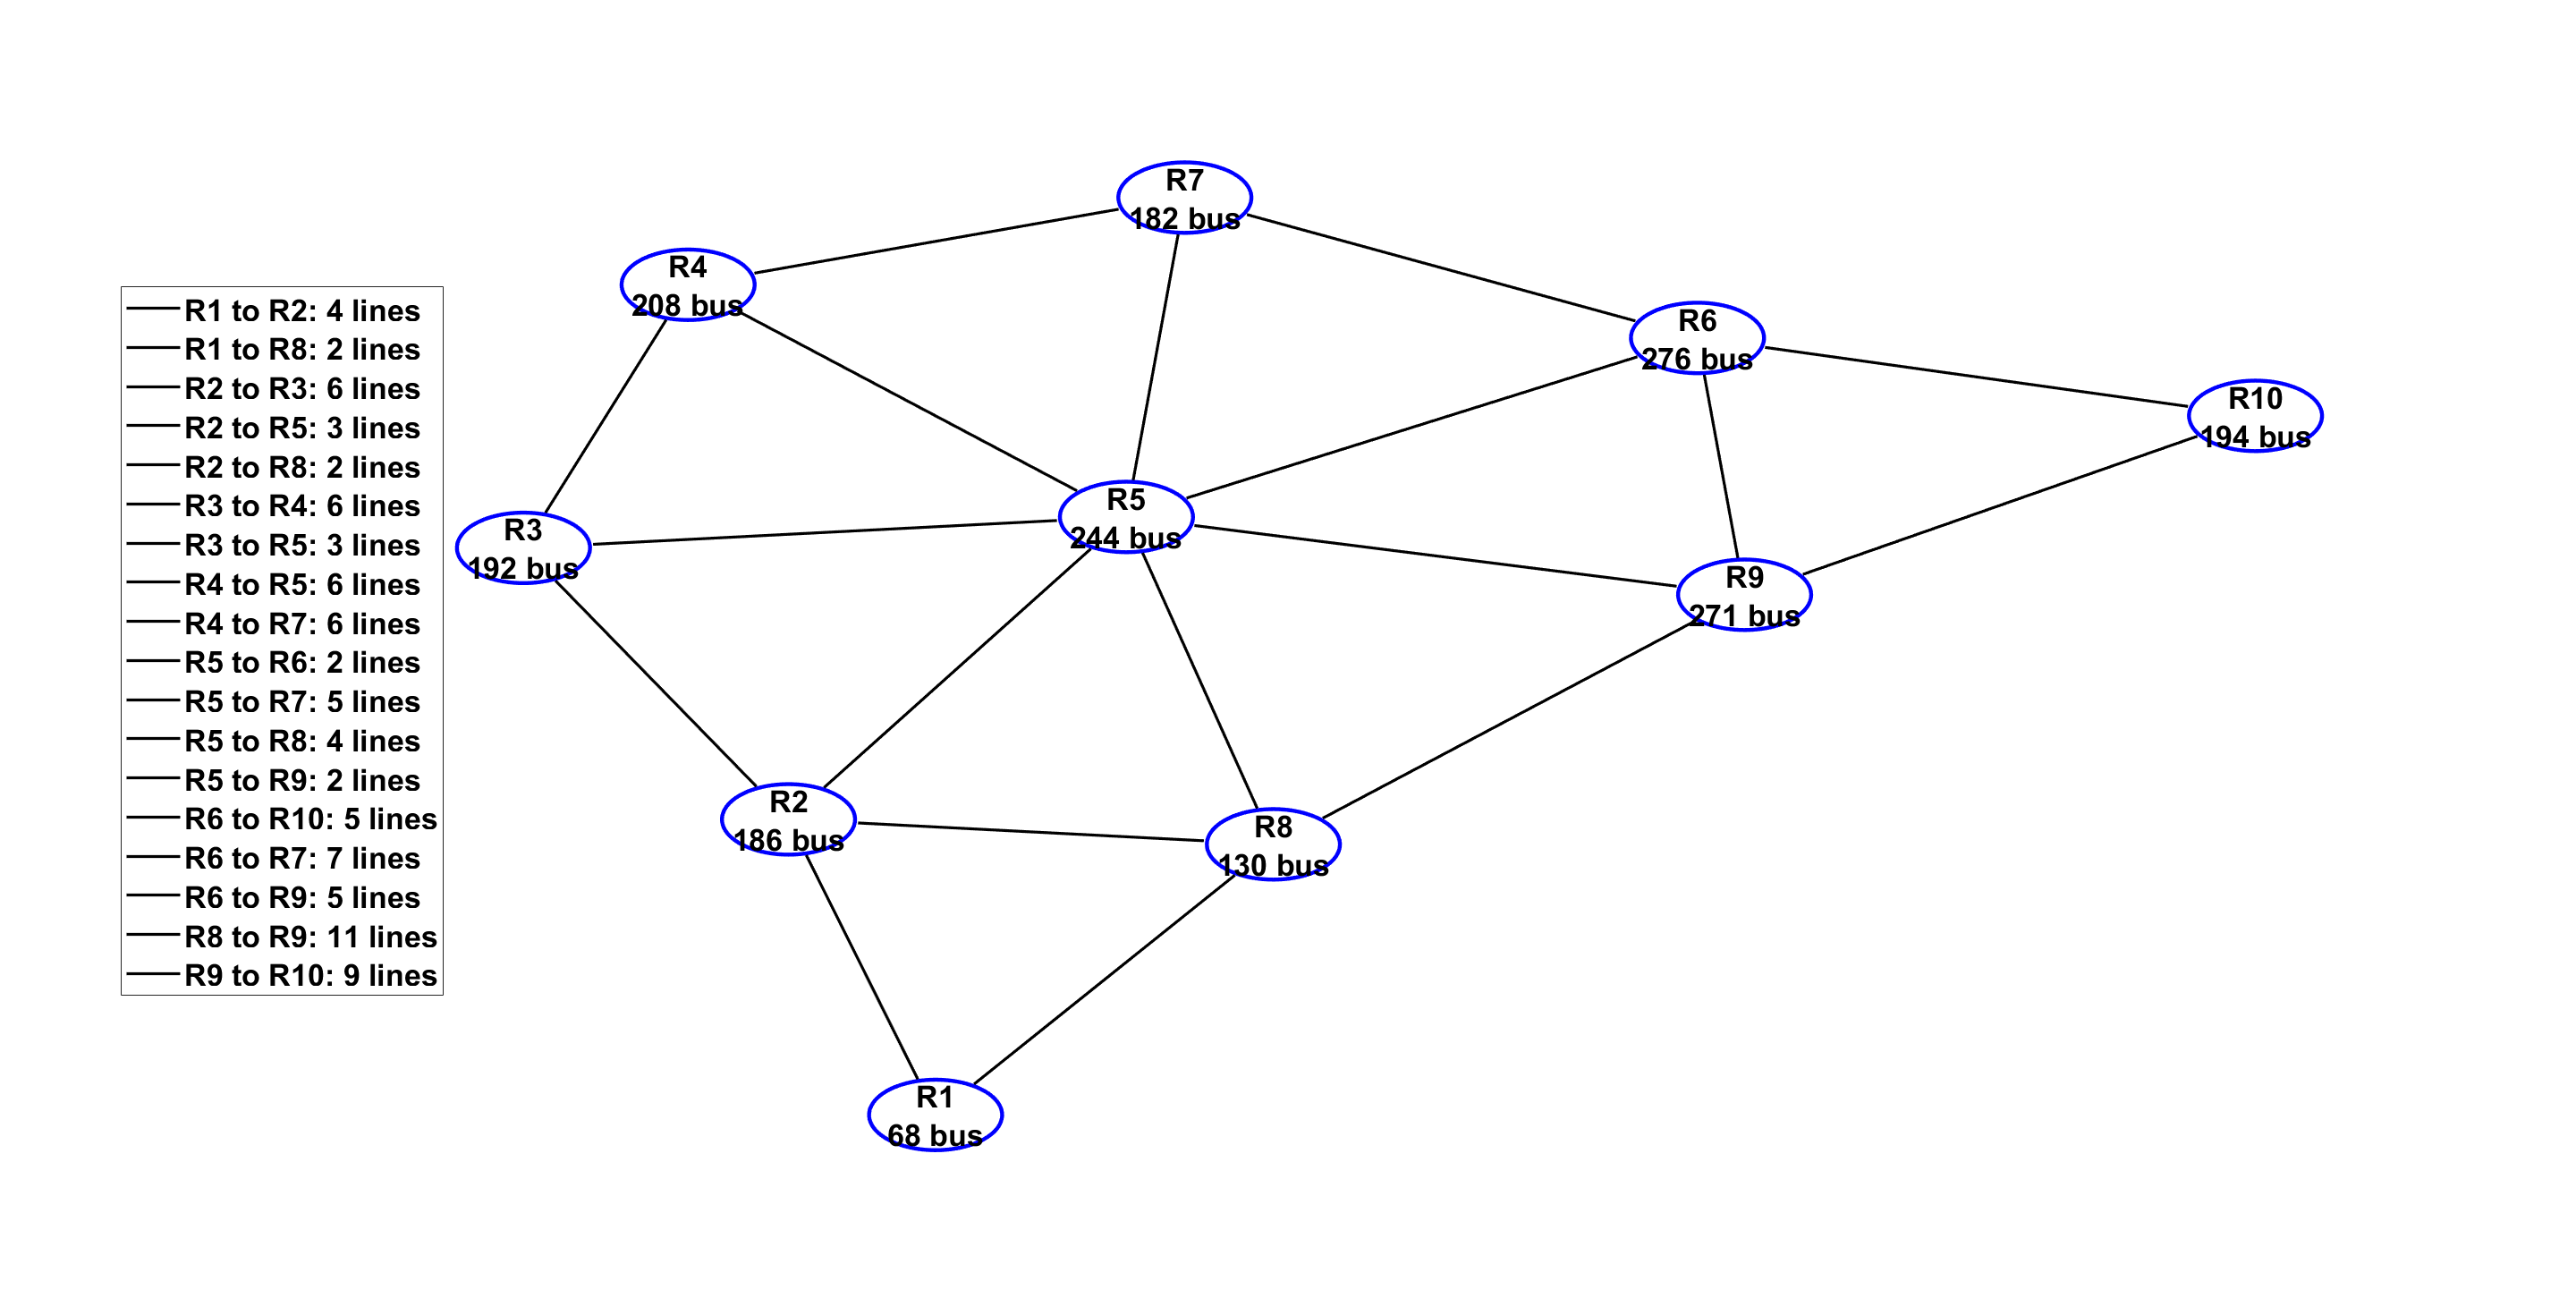 R7
182 bus
R4
208 bus
R6
276 bus
R10
194 bus
R5
244 bus
R3
192 bus
R9
271 bus
R2
186 bus
R8
130 bus
R1
68 bus
R1 to R2: 4 lines
R1 to R8: 2 lines
R2 to R3: 6 lines
R2 to R5: 3 lines
R2 to R8: 2 lines
R3 to R4: 6 lines
R3 to R5: 3 lines
R4 to R5: 6 lines
R4 to R7: 6 lines
R5 to R6: 2 lines
R5 to R7: 5 lines
R5 to R8: 4 lines
R5 to R9: 2 lines
R6 to R10: 5 lines
R6 to R7: 7 lines
R6 to R9: 5 lines
R8 to R9: 11 lines
R9 to R10: 9 lines